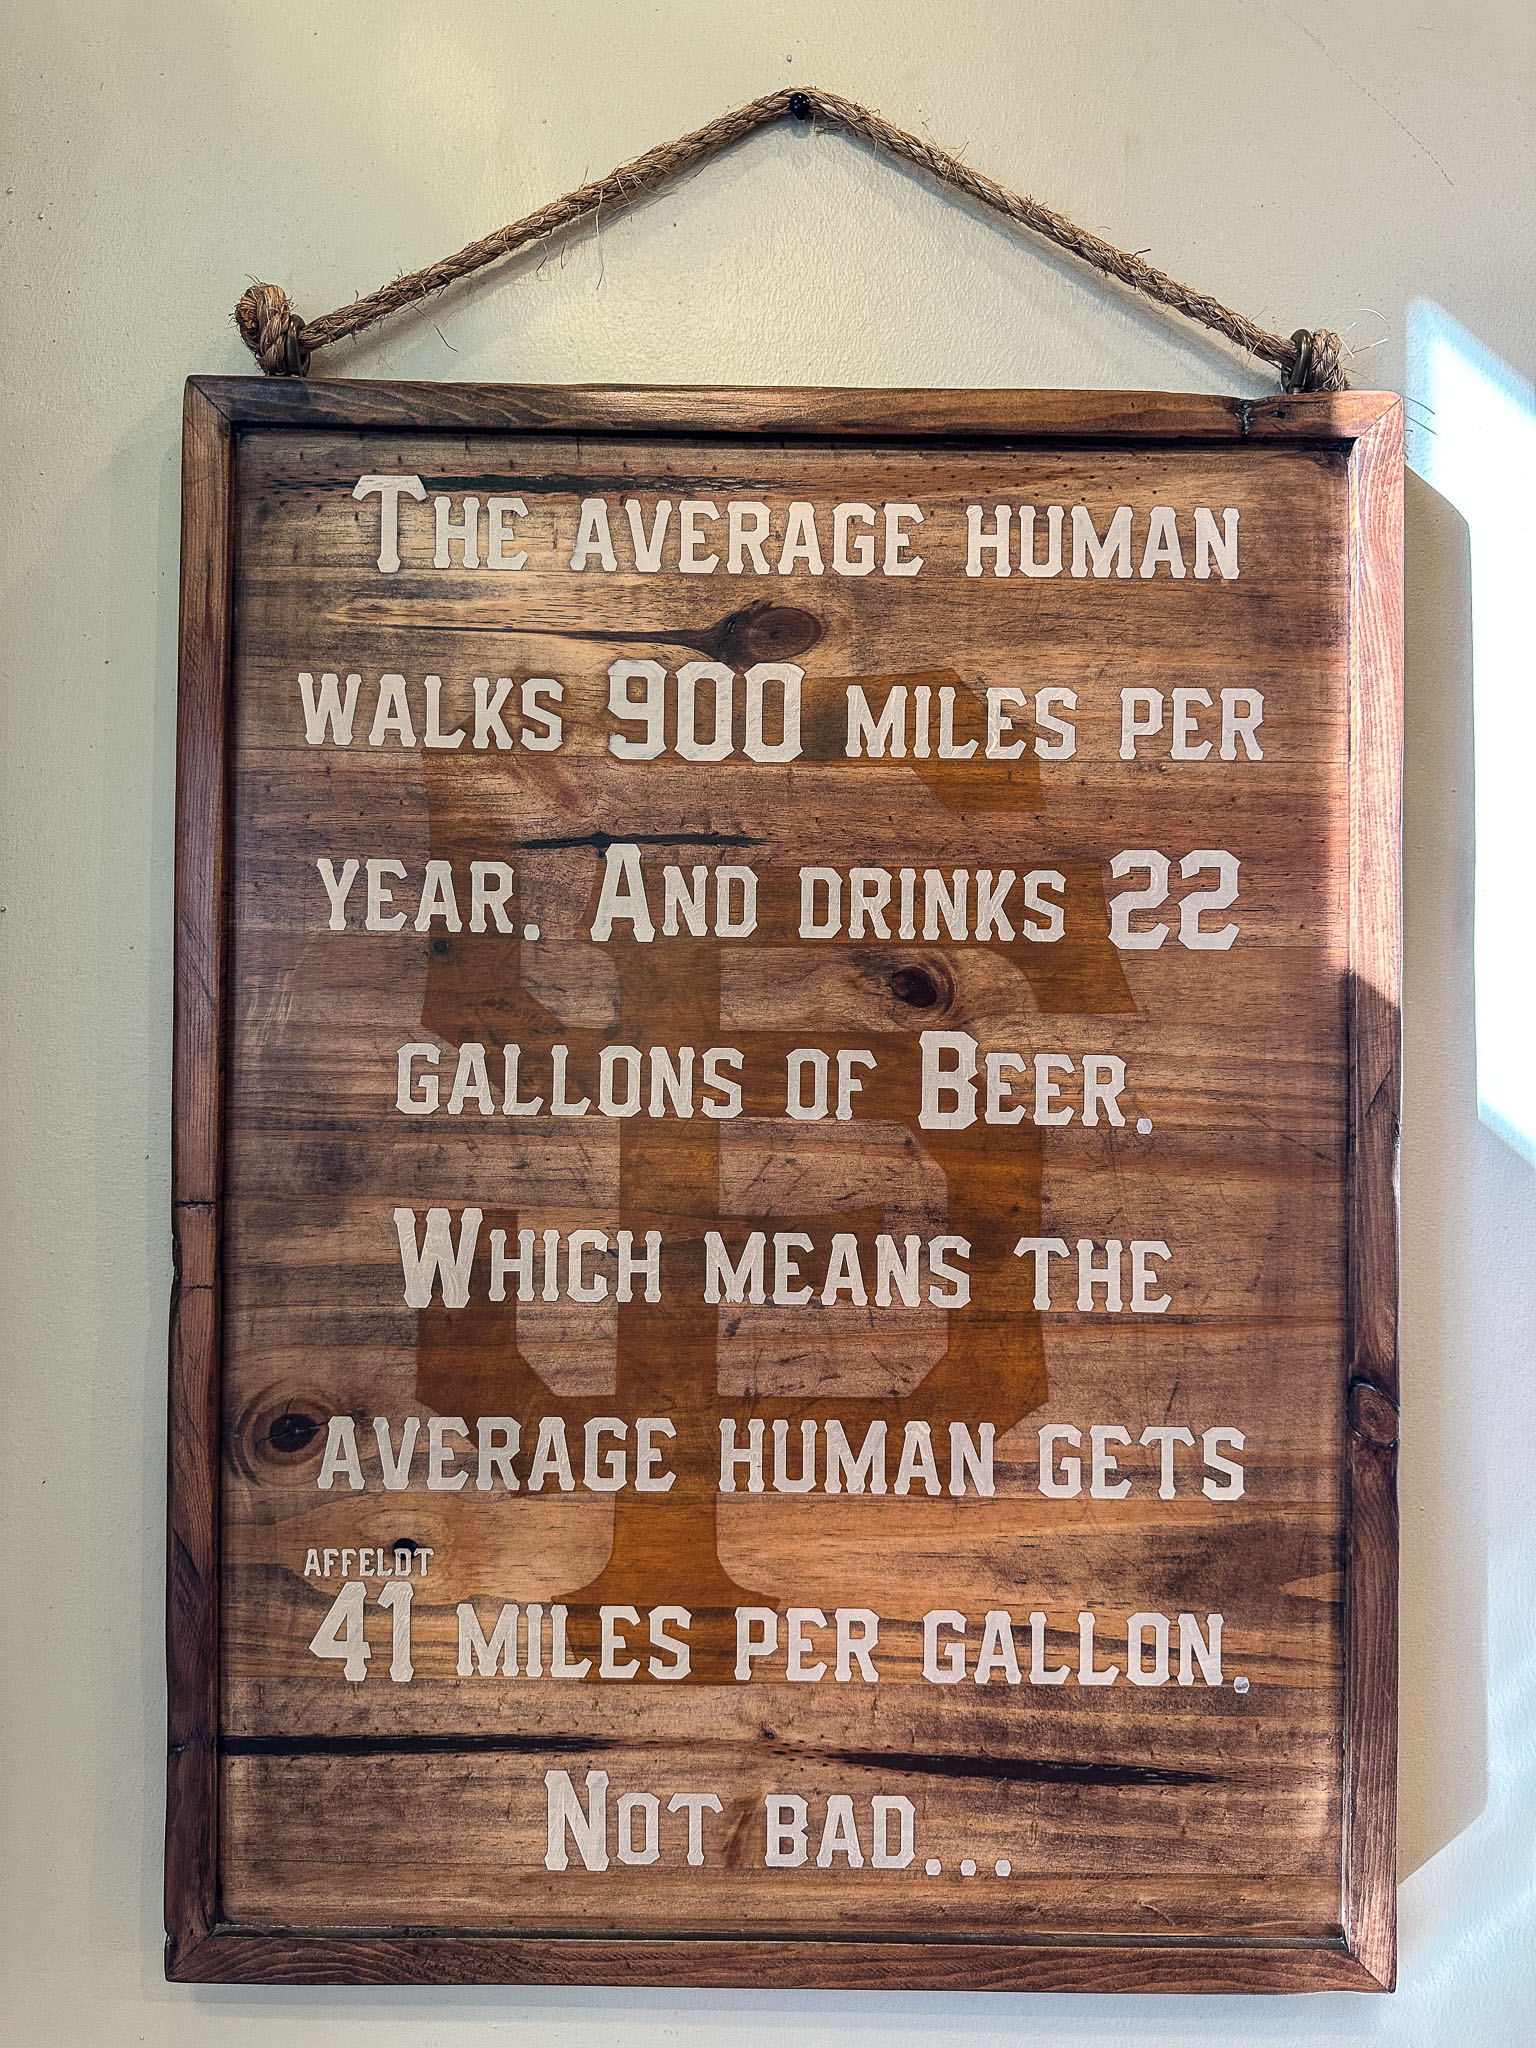 The average human
walks 900 miles per
year. And drinks 22
gallons of Beer.
Which means the
average human gets
AFFELDT
41 miles per gallon.
Not bad...
SF